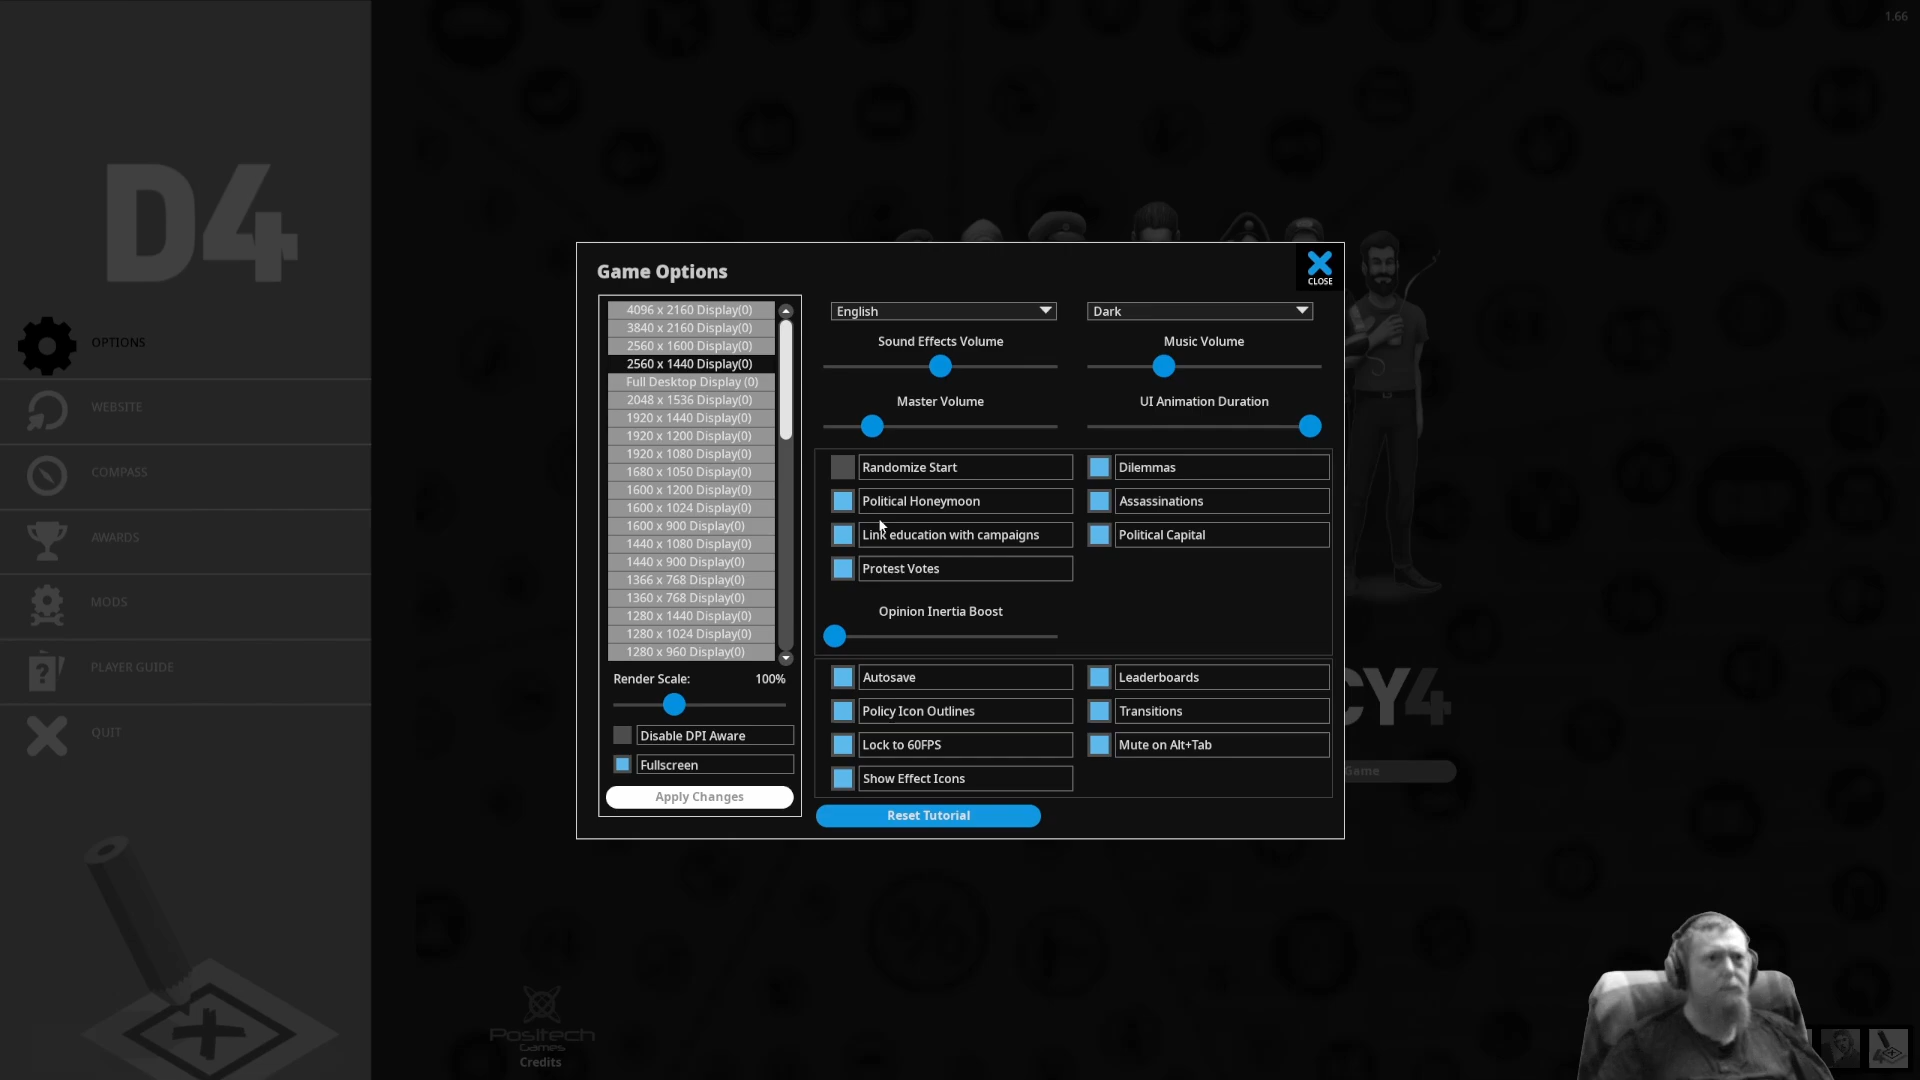 1.66
D4
OPTIONS
WEBSITE
COMPASS
AWARDS
MODS
PLAYER GUIDE
QUIT
Game Options
CLOSE
4096 x 2160 Display(0)
3840 x 2160 Display(0)
2560 x 1600 Display(0)
2560 x 1440 Display(0)
Full Desktop Display (0)
2048 x 1536 Display(0)
1920 x 1440 Display(0)
1920 x 1200 Display(0)
1920 x 1080 Display(0)
1680 x 1050 Display(0)
1600 x 1200 Display(0)
1600 x 1024 Display(0)
1600 x 900 Display(0)
1440 x 1080 Display(0)
1440 x 900 Display(0)
1366 x 768 Display(0)
1360 x 768 Display(0)
1280 x 1440 Display(0)
1280 x 1024 Display(0)
1280 x 960 Display(0)
Render Scale: 100%
Disable DPI Aware
Fullscreen
Apply Changes
English
Dark
Sound Effects Volume
Music Volume
Master Volume
UI Animation Duration
Randomize Start
Dilemmas
Political Honeymoon
Assassinations
Link education with campaigns
Political Capital
Protest Votes
Opinion Inertia Boost
Autosave
Leaderboards
Policy Icon Outlines
Transitions
Lock to 60FPS
Mute on Alt+Tab
Show Effect Icons
Reset Tutorial
CY4
Game
Positech
Games
Credits